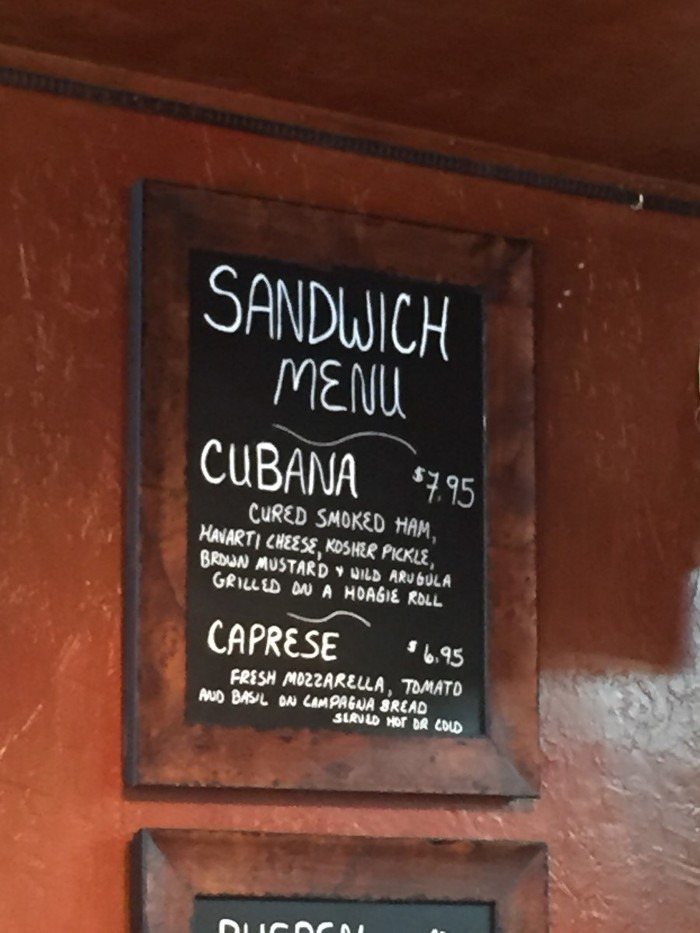 SANDWICH
MENU
CUBANA $7.95
CURED SMOKED HAM,
HAVARTI CHEESE, KOSHER PICKLE,
BROWN MUSTARD & WILD ARUGULA
GRILLED ON A HOAGIE ROLL
CAPRESE $6.95
FRESH MOZZARELLA, TOMATO
AND BASIL ON CAMPAGNA BREAD
SERVED HOT OR COLD